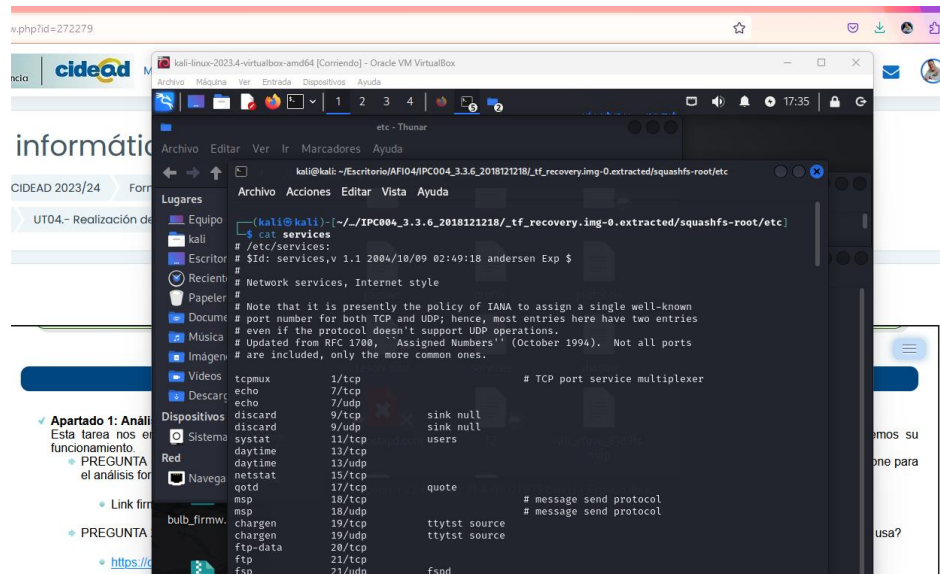 w.php?id=272279
ncia cidead M
kali-linux-2023.4-virtualbox-amd64 [Corriendo] - Oracle VM VirtualBox
Archivo Máquina Ver Entrada Dispositivos Ayuda
1 2 3 4 5 2 17:35
etc - Thunar
Archivo Editar Ver Ir Marcadores Ayuda
informátic
CIDEAD 2023/24 Forr
UT04.- Realización de
Lugares
Equipo
kali
Escritor
Reciente
Papeler
Docume
Música
Imágen
Vídeos
Descarg
Dispositivos
Sistema
Red
Navega
bulb_firmw.
kali@kali: ~/Escritorio/AFI04/IPC004_3.3.6_2018121218/_tf_recovery.img-0.extracted/squashfs-root/etc
Archivo Acciones Editar Vista Ayuda
(kali㉿kali)-[~/…/IPC004_3.3.6_2018121218/_tf_recovery.img-0.extracted/squashfs-root/etc]
$ cat services
# /etc/services:
# $Id: services,v 1.1 2004/10/09 02:49:18 andersen Exp $
#
# Network services, Internet style
#
# Note that it is presently the policy of IANA to assign a single well-known
# port number for both TCP and UDP; hence, most entries here have two entries
# even if the protocol doesn't support UDP operations.
# Updated from RFC 1700, ``Assigned Numbers'' (October 1994).  Not all ports
# are included, only the more common ones.
tcpmux 1/tcp # TCP port service multiplexer
echo 7/tcp
echo 7/udp
discard 9/tcp sink null
discard 9/udp sink null
systat 11/tcp users
daytime 13/tcp
daytime 13/udp
netstat 15/tcp
qotd 17/tcp quote
msp 18/tcp # message send protocol
msp 18/udp # message send protocol
chargen 19/tcp ttytst source
chargen 19/udp ttytst source
ftp-data 20/tcp
ftp 21/tcp
fsp 21/udp fspd
Apartado 1: Anális
Esta tarea nos e
emos su
funcionamiento.
PREGUNTA
one para
el análisis for
Link firm
PREGUNTA
usa?
https://c